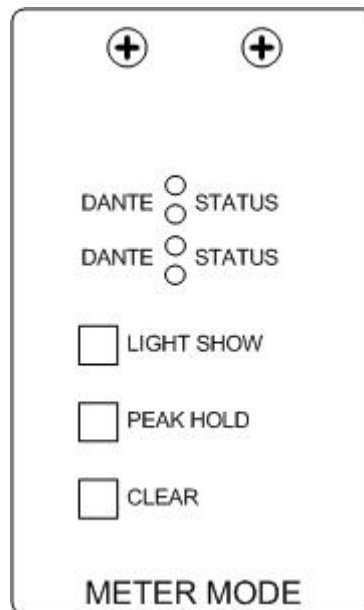 DANTE STATUS
DANTE STATUS
LIGHT SHOW
PEAK HOLD
CLEAR
METER MODE